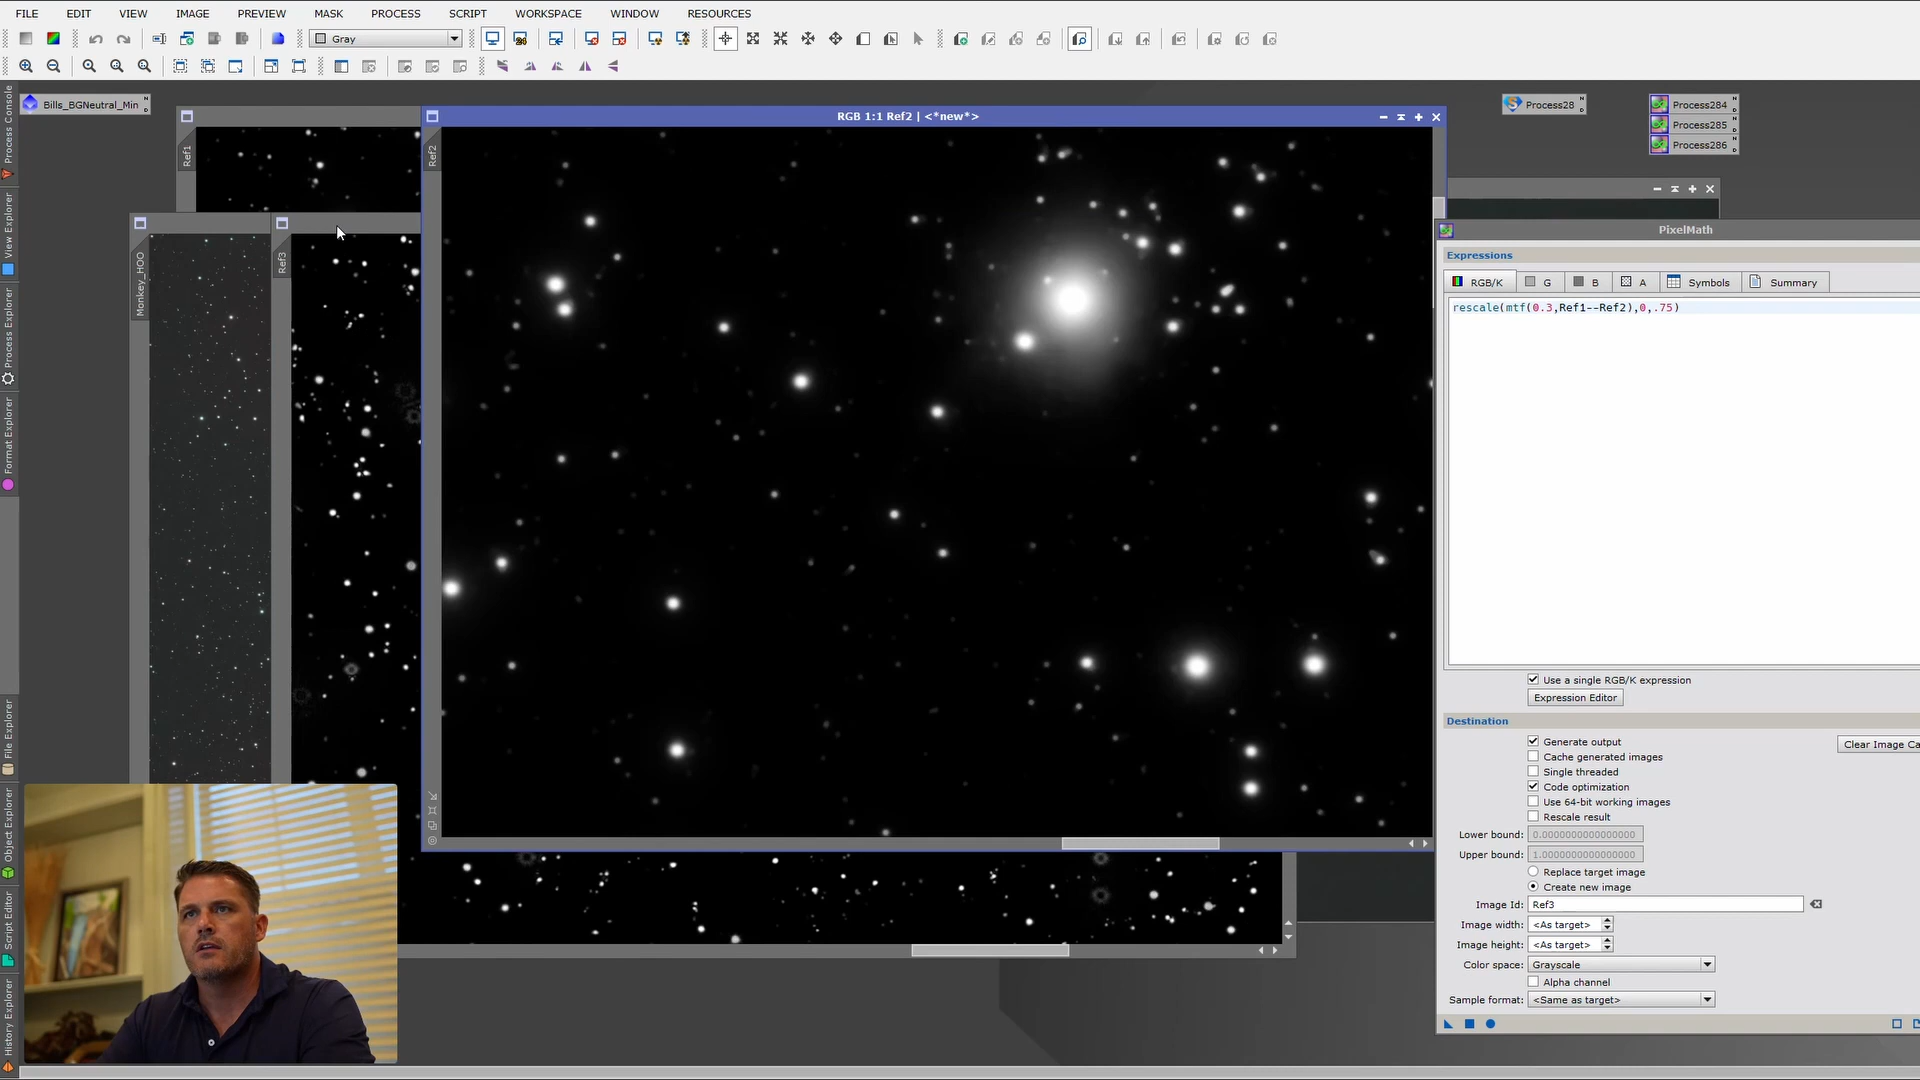 FILE EDIT VIEW IMAGE PREVIEW MASK PROCESS SCRIPT WORKSPACE WINDOW RESOURCES
Gray
Process Console
View Explorer
Process Explorer
Format Explorer
File Explorer
Object Explorer
Script Editor
History Explorer
Bills_BGNeutral_Min
N
D
Ref1
Monkey_HOO
Ref3
RGB 1:1 Ref2 | <*new*>
Ref2
Process28
N
D
Process284
N
D
Process285
N
D
Process286
N
D
PixelMath
Expressions
RGB/K G B A Symbols Summary
rescale(mtf(0.3,Ref1--Ref2),0,.75)
Use a single RGB/K expression
Expression Editor
Destination
Generate output
Clear Image Ca
Cache generated images
Single threaded
Code optimization
Use 64-bit working images
Rescale result
Lower bound: 0.0000000000000000
Upper bound: 1.0000000000000000
Replace target image
Create new image
Image Id: Ref3
Image width: <As target>
Image height: <As target>
Color space: Grayscale
Alpha channel
Sample format: <Same as target>